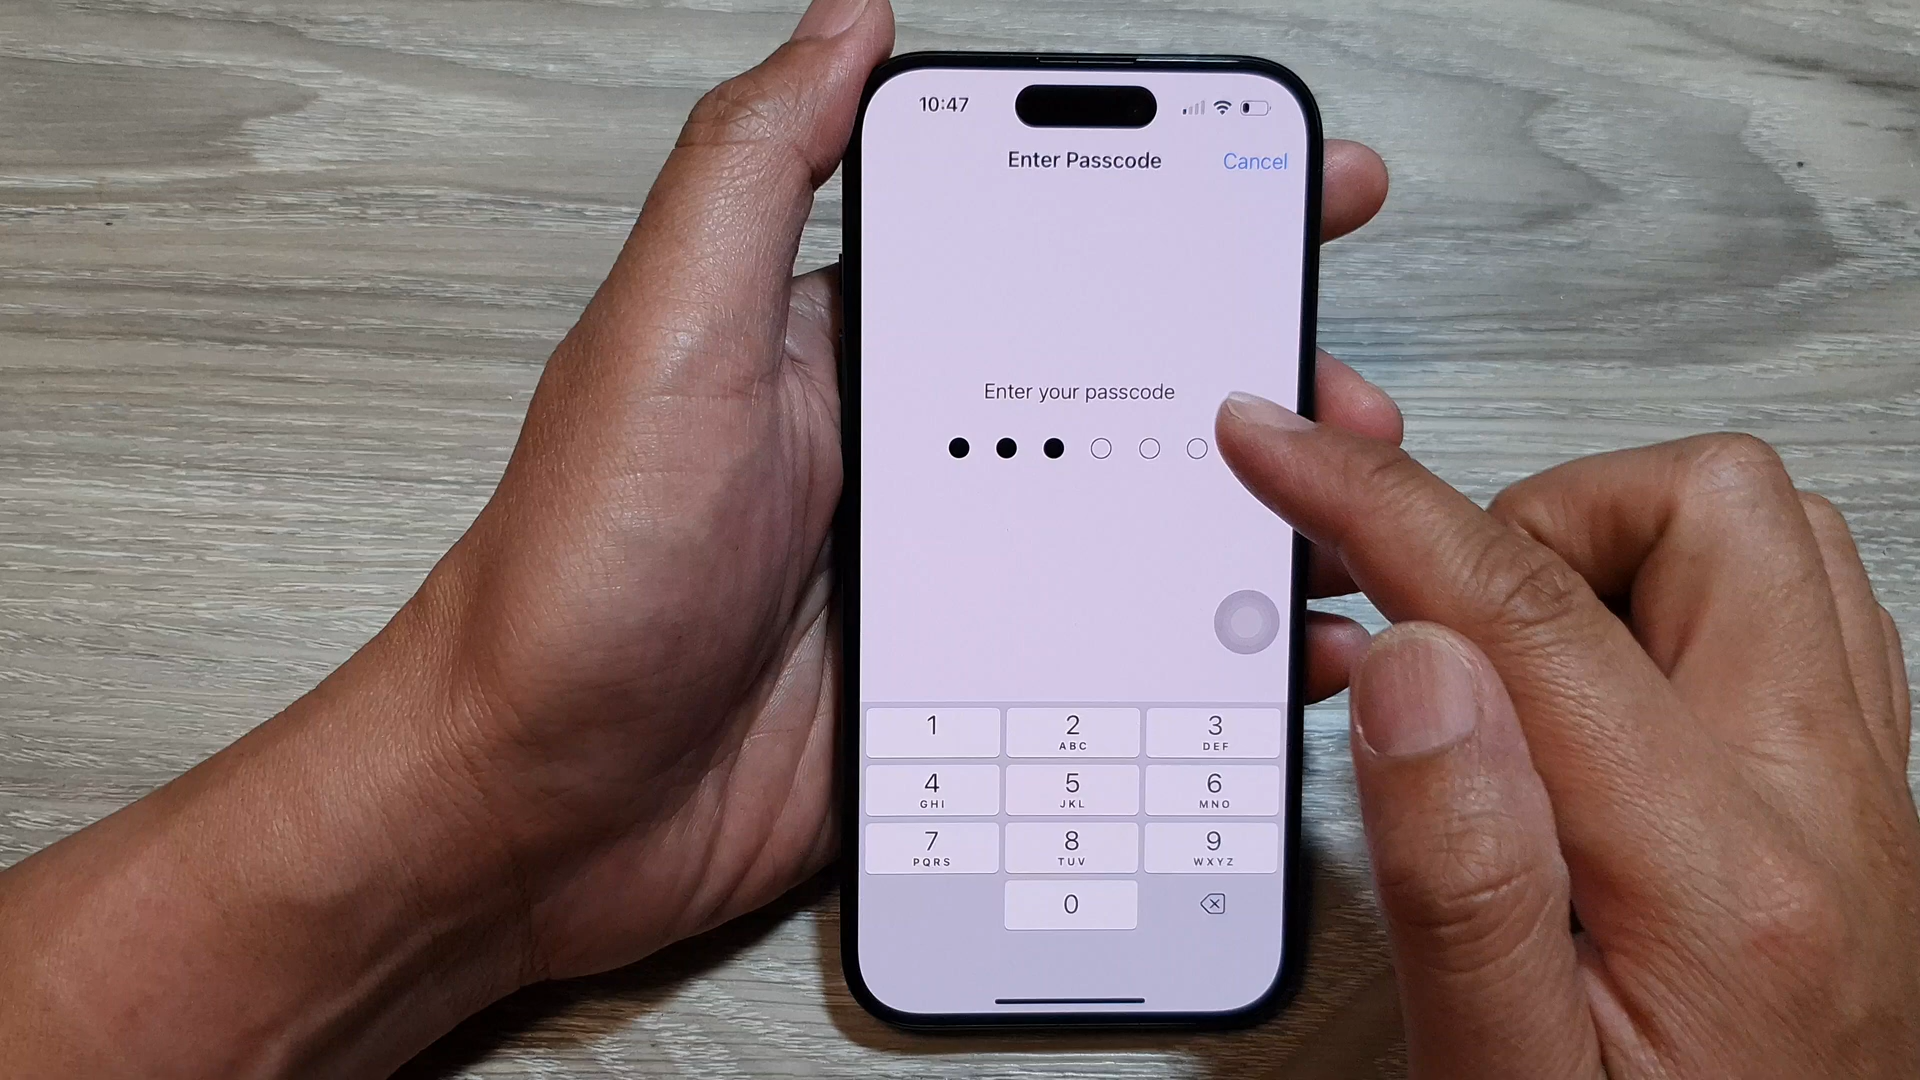 10:47
Enter Passcode Cancel
Enter your passcode
1 2 3
ABC DEF
4 5 6
GHI JKL MNO
7 8 9
PQRS TUV WXYZ
0